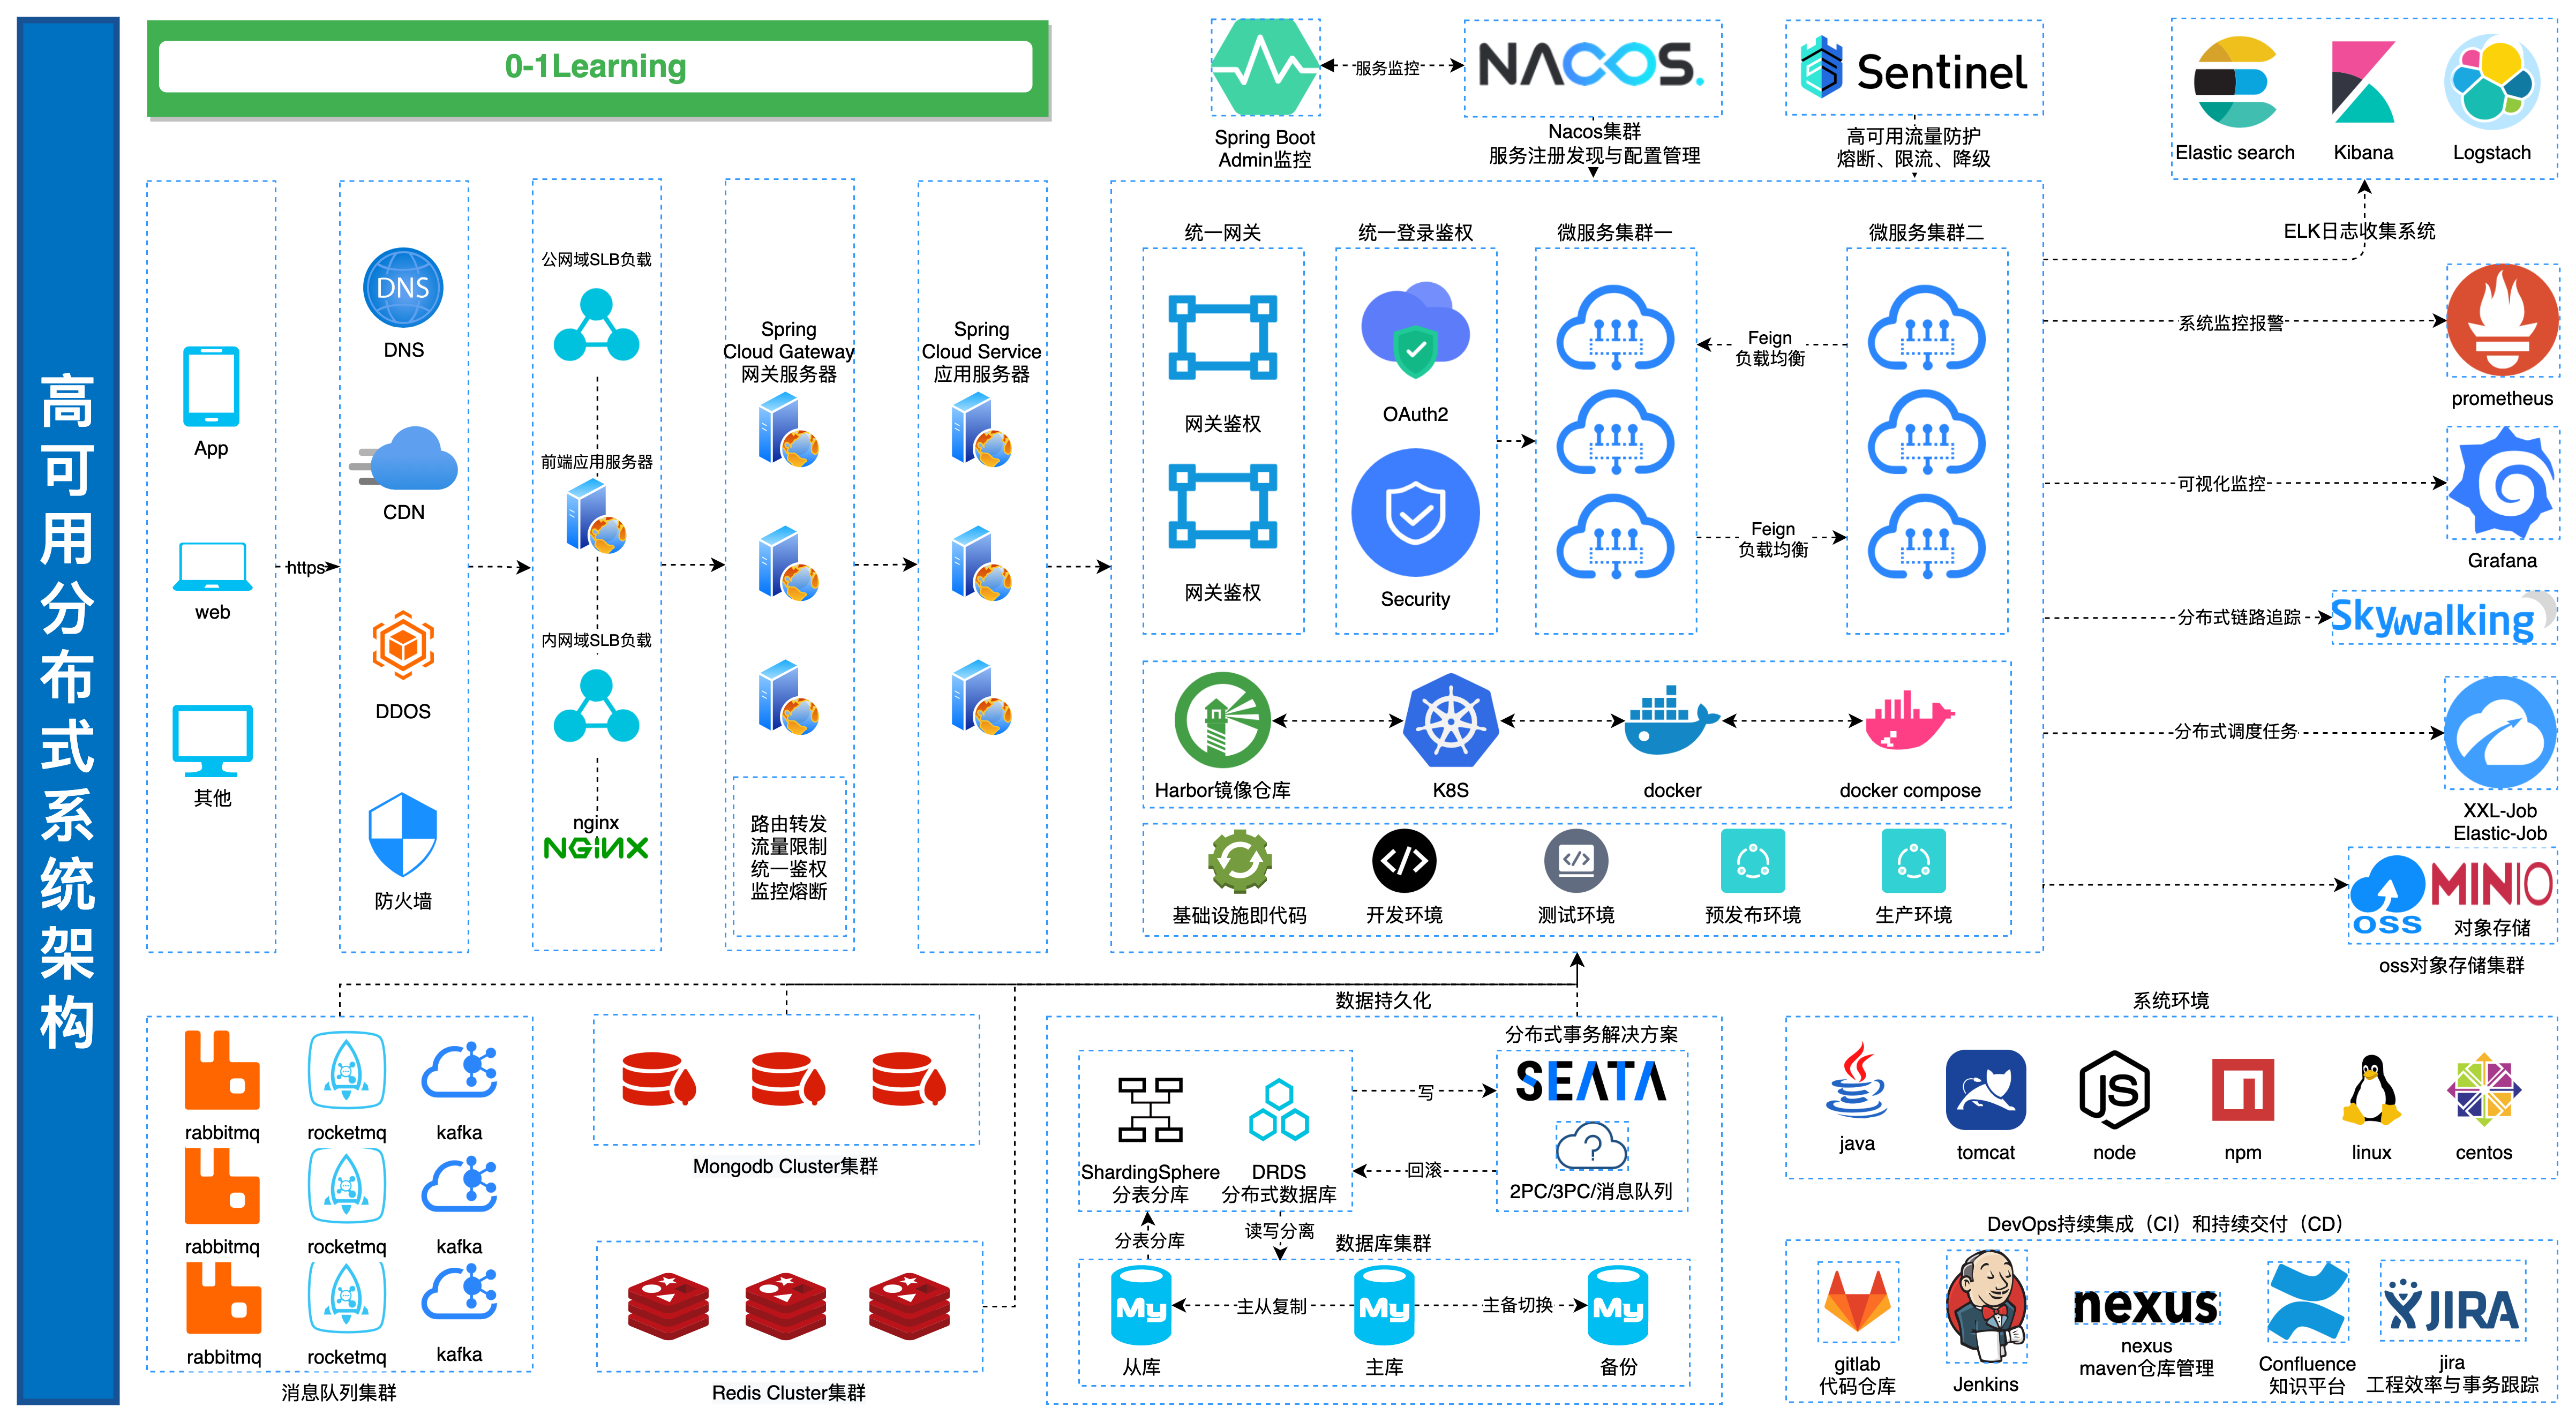 高可用分布式系统架构
0-1Learning
服务监控
NACOS.
Sentinel
Spring Boot
Admin监控
Nacos集群
服务注册发现与配置管理
高可用流量防护
熔断、限流、降级
Elastic search
Kibana
Logstach
ELK日志收集系统
App
web
其他
https
DNS
DNS
CDN
DDOS
防火墙
公网域SLB负载
前端应用服务器
内网域SLB负载
nginx
NGINX
Spring
Cloud Gateway
网关服务器
路由转发
流量限制
统一鉴权
监控熔断
Spring
Cloud Service
应用服务器
统一网关
网关鉴权
网关鉴权
统一登录鉴权
OAuth2
Security
微服务集群一
Feign
负载均衡
Feign
负载均衡
微服务集群二
Harbor镜像仓库
K8S
docker
docker compose
基础设施即代码
开发环境
测试环境
预发布环境
生产环境
系统监控报警
prometheus
可视化监控
Grafana
分布式链路追踪
Skywalking
分布式调度任务
XXL-Job
Elastic-Job
OSS
MINIO
对象存储
oss对象存储集群
数据持久化
rabbitmq
rocketmq
kafka
rabbitmq
rocketmq
kafka
rabbitmq
rocketmq
kafka
消息队列集群
Mongodb Cluster集群
Redis Cluster集群
分布式事务解决方案
ShardingSphere
分表分库
DRDS
分布式数据库
写
回滚
SEATA
?
2PC/3PC/消息队列
分表分库
读写分离
数据库集群
My
主从复制
My
主备切换
My
从库
主库
备份
系统环境
java
tomcat
JS
node
npm
linux
centos
DevOps持续集成（CI）和持续交付（CD）
gitlab
代码仓库
Jenkins
nexus
nexus
maven仓库管理
Confluence
知识平台
JIRA
jira
工程效率与事务跟踪